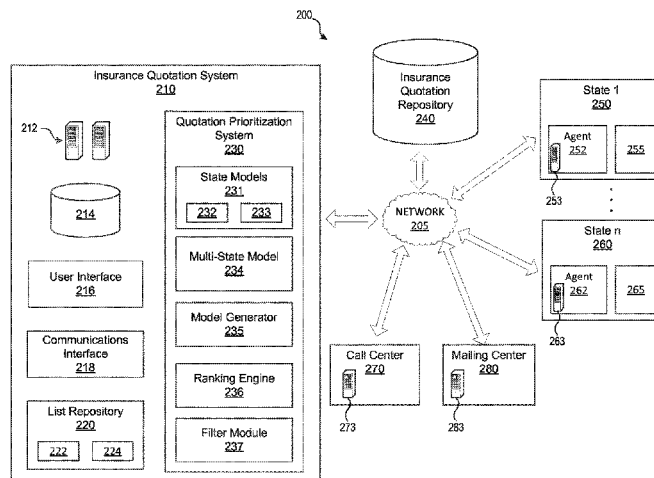 200
Insurance Quotation System
210
212
214
User Interface
216
Communications
Interface
218
List Repository
220
222
224
Quotation Prioritization
System
230
State Models
231
232
233
Multi-State Model
234
Model Generator
235
Ranking Engine
236
Filter Module
237
Insurance
Quotation
Repository
240
NETWORK
205
State 1
250
Agent
252
255
253
State n
260
Agent
262
265
263
Call Center
270
273
Mailing Center
280
283